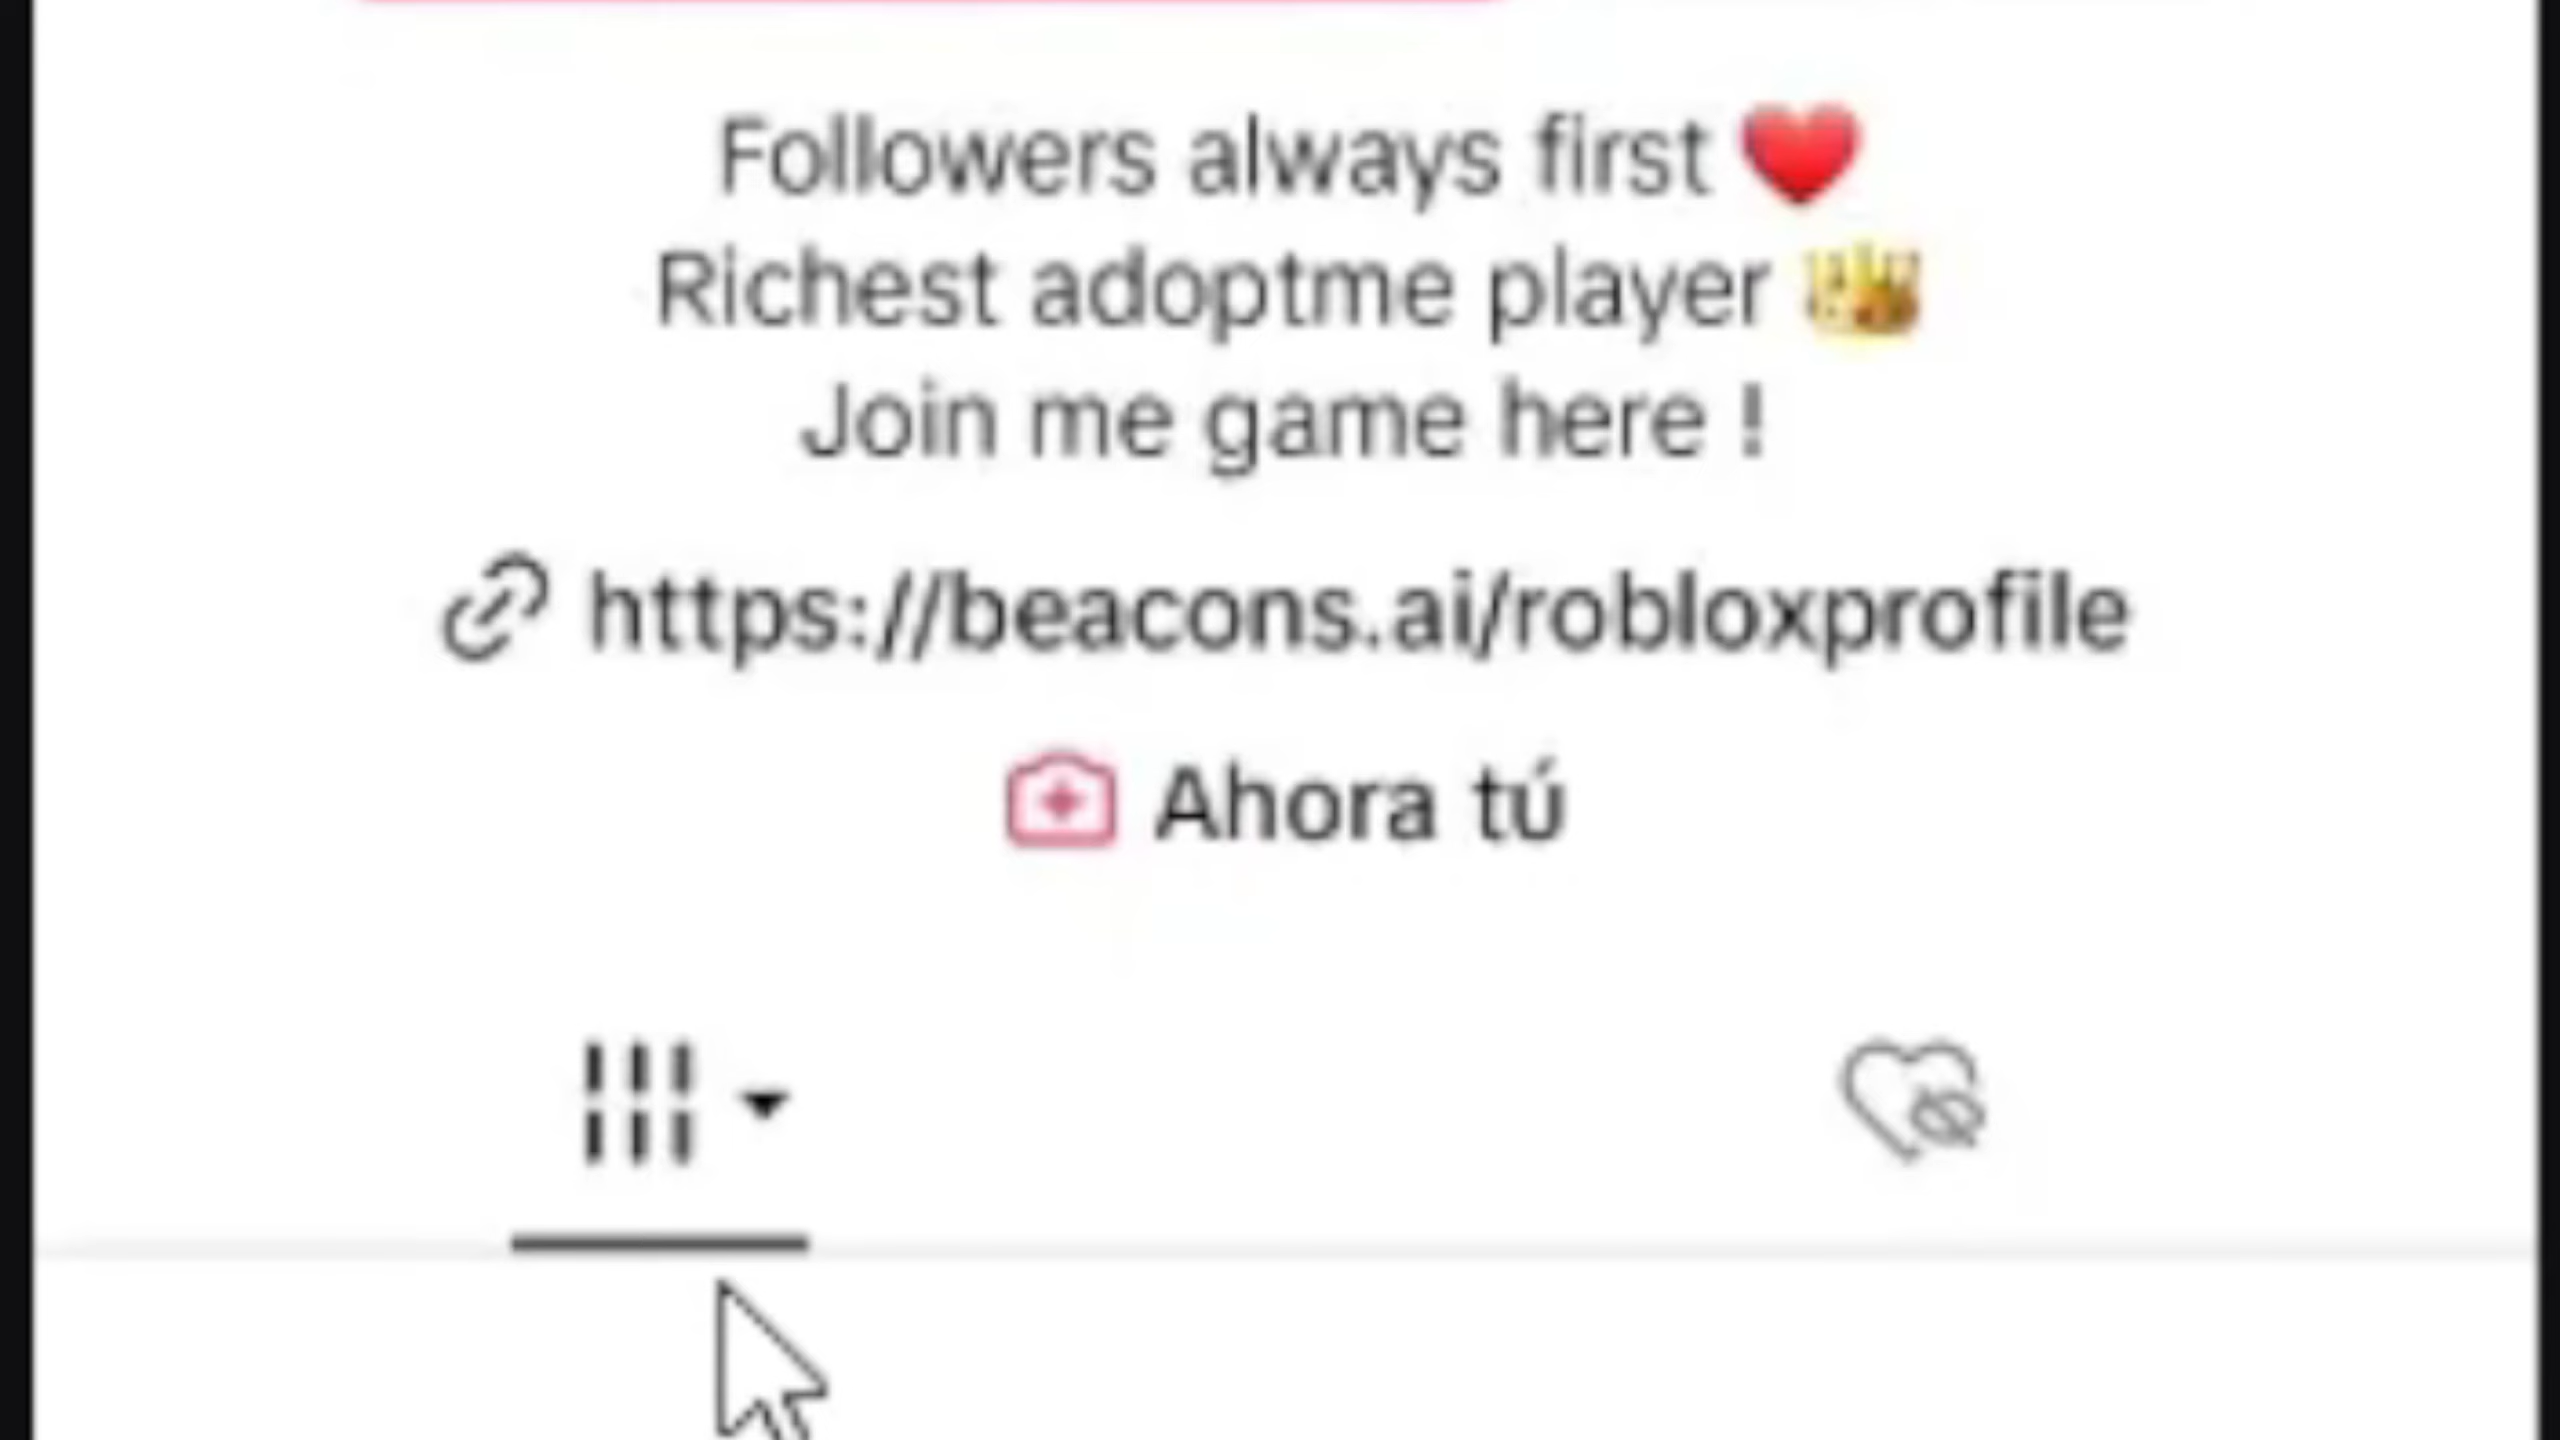 Followers always first ❤️
Richest adoptme player 👑
Join me game here !
https://beacons.ai/robloxprofile
Ahora tú